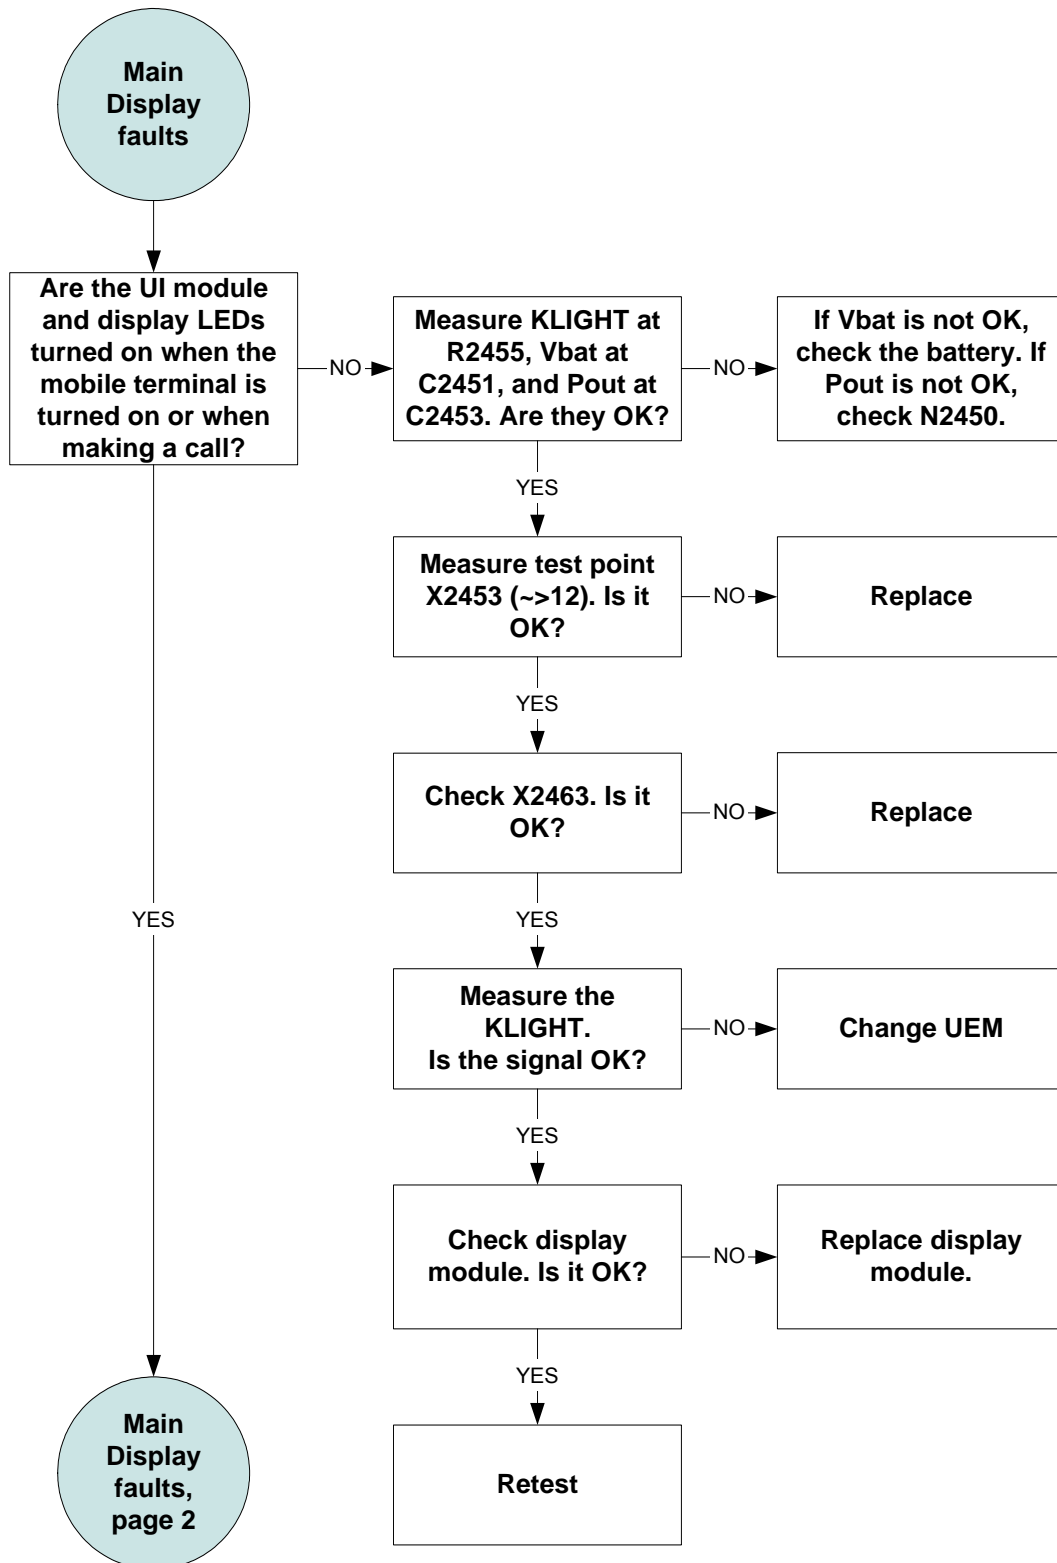 Main
Display
faults
Are the UI module
and display LEDs
turned on when the
mobile terminal is
turned on or when
making a call?
NO
Measure KLIGHT at
R2455, Vbat at
C2451, and Pout at
C2453. Are they OK?
NO
If Vbat is not OK,
check the battery. If
Pout is not OK,
check N2450.
YES
Measure test point
X2453 (~>12). Is it
OK?
NO
Replace
YES
Check X2463. Is it
OK?
NO
Replace
YES
YES
Measure the
KLIGHT.
Is the signal OK?
NO
Change UEM
YES
Check display
module. Is it OK?
NO
Replace display
module.
YES
Main
Display
faults,
page 2
Retest